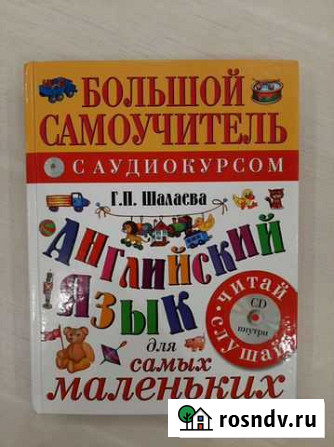 БОЛЬШОЙ
САМОУЧИТЕЛЬ
С АУДИОКУРСОМ
Г.П. Шалаева
Английский
язык
ЧИТАЙ
CD
внутри
СЛУШАЙ
для
самых
маленьких
rosndv.ru